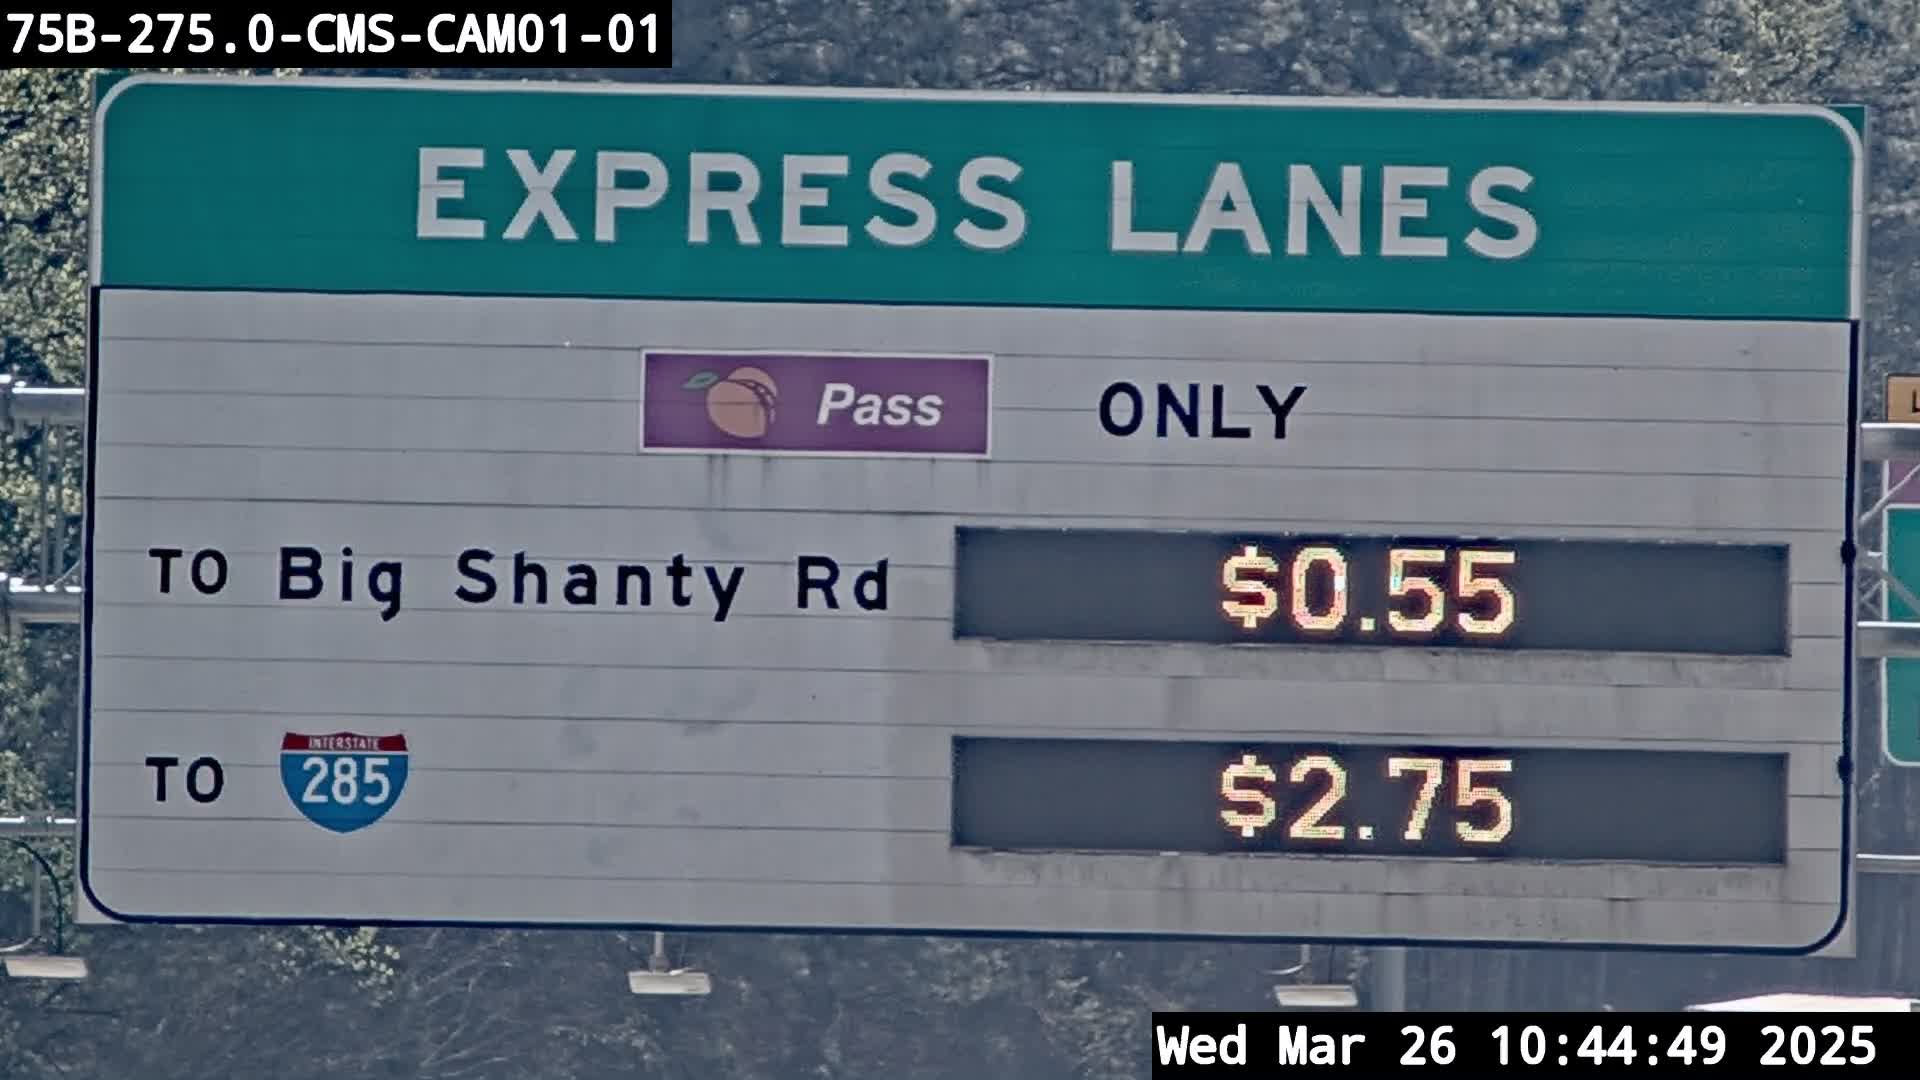 75B-275.0-CMS-CAM01-01
EXPRESS LANES
Pass ONLY
TO Big Shanty Rd $0.55
TO INTERSTATE 285 $2.75
Wed Mar 26 10:44:49 2025